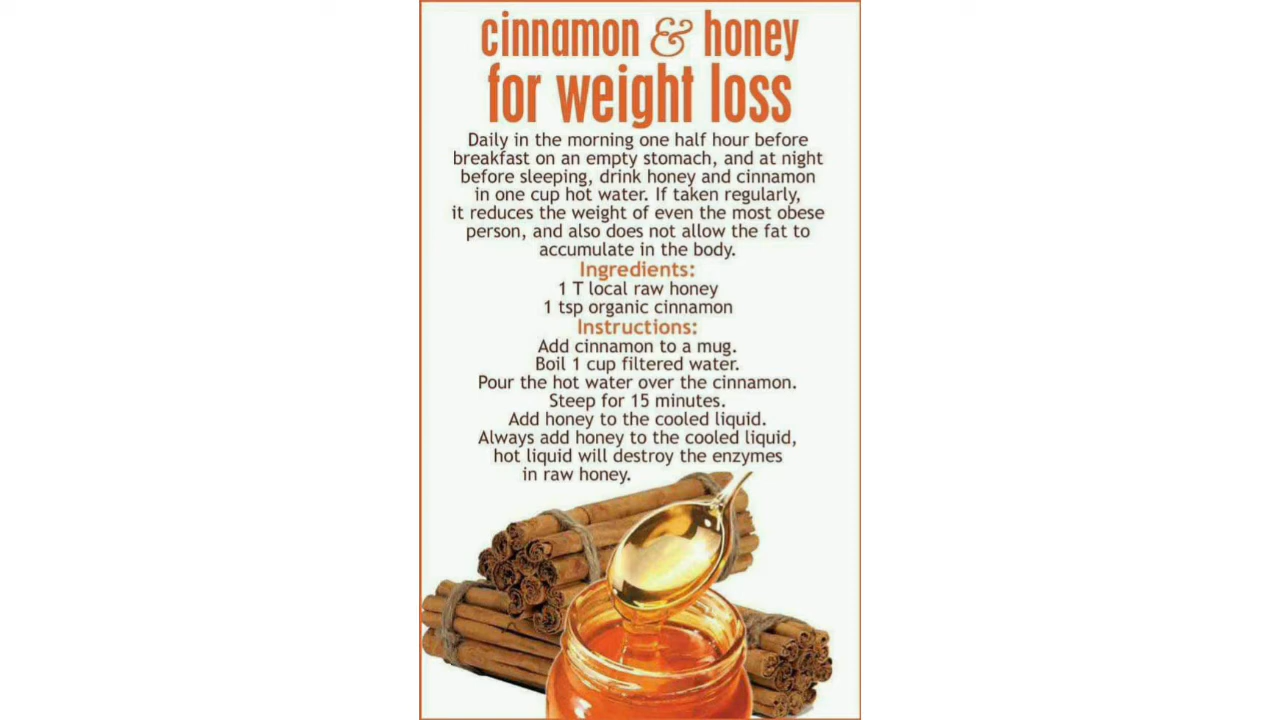 cinnamon & honey
for weight loss
Daily in the morning one half hour before
breakfast on an empty stomach, and at night
before sleeping, drink honey and cinnamon
in one cup hot water. If taken regularly,
it reduces the weight of even the most obese
person, and also does not allow the fat to
accumulate in the body.
Ingredients:
1 T local raw honey
1 tsp organic cinnamon
Instructions:
Add cinnamon to a mug.
Boil 1 cup filtered water.
Pour the hot water over the cinnamon.
Steep for 15 minutes.
Add honey to the cooled liquid.
Always add honey to the cooled liquid,
hot liquid will destroy the enzymes
in raw honey.